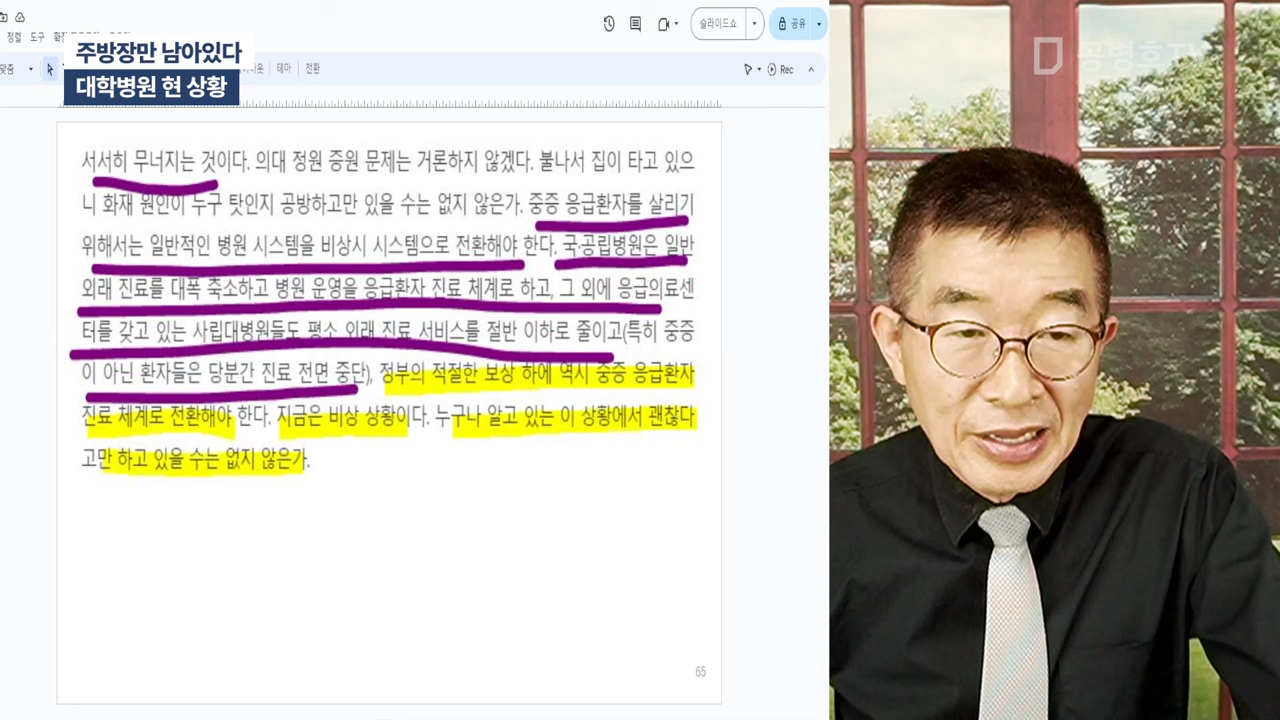 정렬 도구
주방장만 남아있다
대학병원 현 상황
맞춤
테마
전환
슬라이드쇼
공유
Rec
공병호TV
서서히 무너지는 것이다. 의대 정원 증원 문제는 거론하지 않겠다. 불나서 집이 타고 있으
니 화재 원인이 누구 탓인지 공방하고만 있을 수는 없지 않은가. 중증 응급환자를 살리기
위해서는 일반적인 병원 시스템을 비상시 시스템으로 전환해야 한다. 국·공립병원은 일반
외래 진료를 대폭 축소하고 병원 운영을 응급환자 진료 체계로 하고, 그 외에 응급의료센
터를 갖고 있는 사립대병원들도 평소 외래 진료 서비스를 절반 이하로 줄이고(특히 중증
이 아닌 환자들은 당분간 진료 전면 중단), 정부의 적절한 보상 하에 역시 중증 응급환자
진료 체계로 전환해야 한다. 지금은 비상 상황이다. 누구나 알고 있는 이 상황에서 괜찮다
고만 하고 있을 수는 없지 않은가.
65